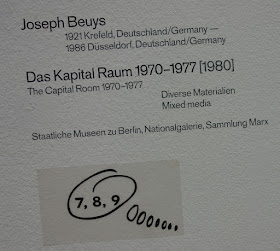 Joseph Beuys
1921 Krefeld, Deutschland/Germany —
1986 Düsseldorf, Deutschland/Germany
Das Kapital Raum 1970–1977 [1980]
The Capital Room 1970–1977
Diverse Materialien
Mixed media
Staatliche Museen zu Berlin, Nationalgalerie, Sammlung Marx
7, 8, 9